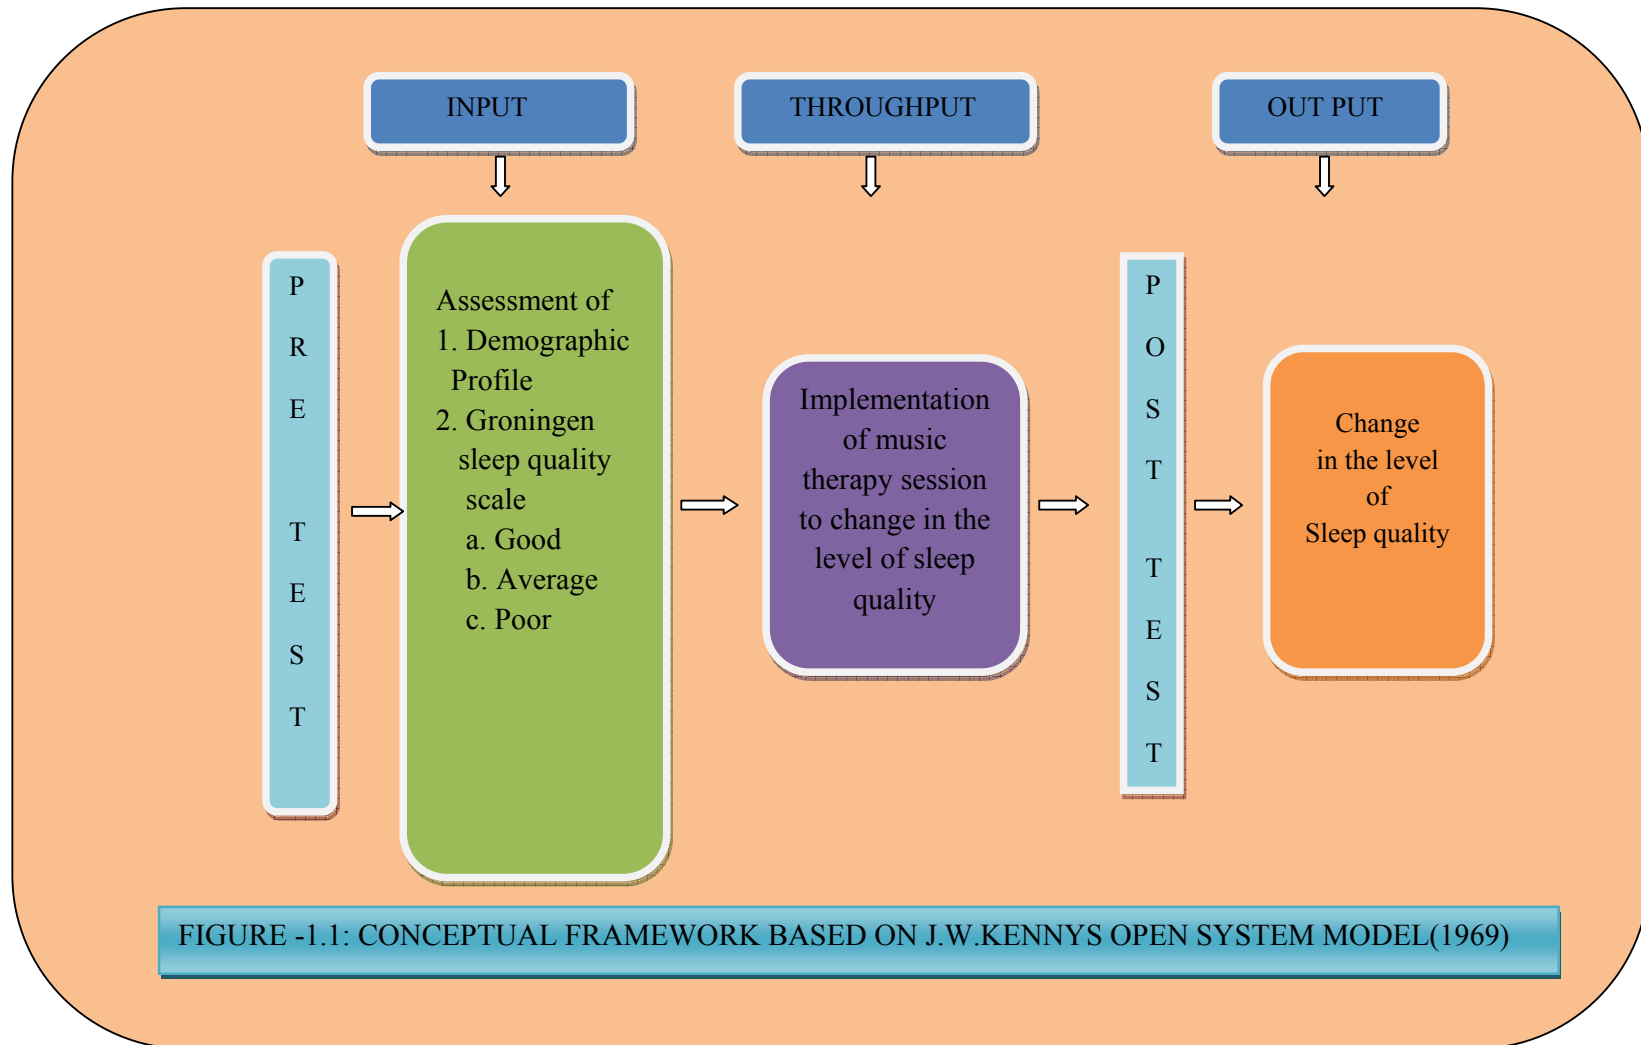 INPUT
THROUGHPUT
OUT PUT
P
R
E
T
E
S
T
Assessment of
1. Demographic
Profile
2. Groningen
sleep quality
scale
a. Good
b. Average
c. Poor
Implementation
of music
therapy session
to change in the
level of sleep
quality
P
O
S
T
T
E
S
T
Change
in the level
of
Sleep quality
FIGURE -1.1: CONCEPTUAL FRAMEWORK BASED ON J.W.KENNYS OPEN SYSTEM MODEL(1969)